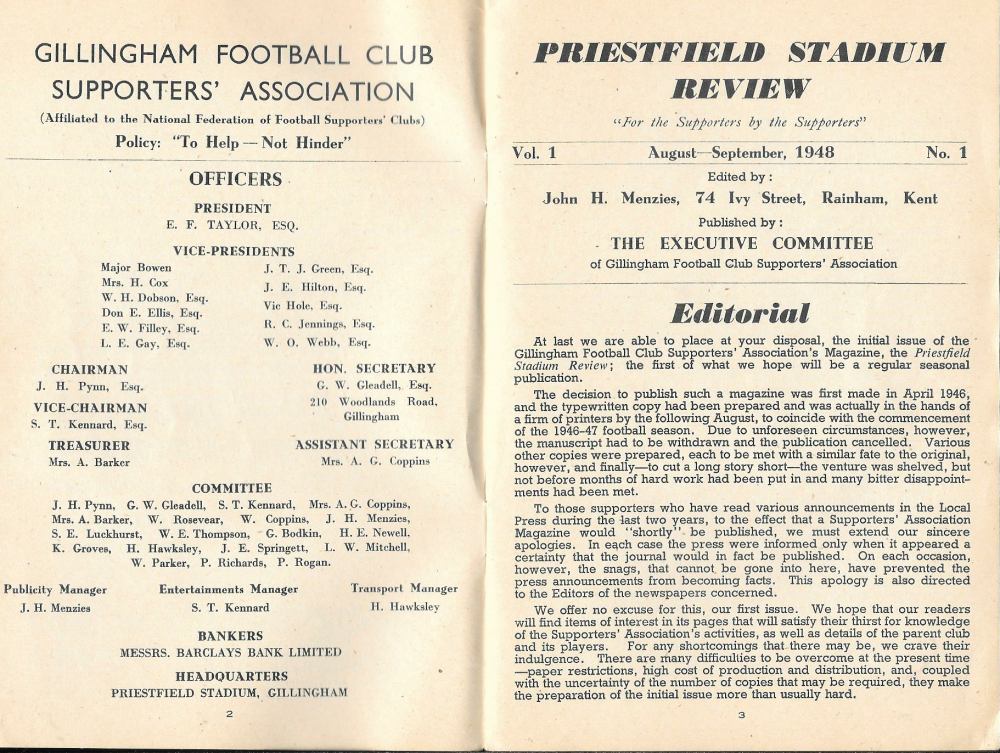 GILLINGHAM FOOTBALL CLUB
SUPPORTERS' ASSOCIATION
(Affiliated to the National Federation of Football Supporters' Clubs)
Policy: "To Help — Not Hinder"
OFFICERS
PRESIDENT
E. F. TAYLOR, ESQ.
VICE-PRESIDENTS
Major Bowen
Mrs. H. Cox
W. H. Dobson, Esq.
Don E. Ellis, Esq.
E. W. Filley, Esq.
L. E. Gay, Esq.
J. T. J. Green, Esq.
J. E. Hilton, Esq.
Vic Hole, Esq.
R. C. Jennings, Esq.
W. O. Webb, Esq.
CHAIRMAN
J. H. Pynn, Esq.
VICE-CHAIRMAN
S. T. Kennard, Esq.
TREASURER
Mrs. A. Barker
HON. SECRETARY
G. W. Gleadell, Esq.
210 Woodlands Road,
Gillingham
ASSISTANT SECRETARY
Mrs. A. G. Coppins
COMMITTEE
J. H. Pynn, G. W. Gleadell, S. T. Kennard, Mrs. A. G. Coppins,
Mrs. A. Barker, W. Rosevear, W. Coppins, J. H. Menzies,
S. E. Luckhurst, W. E. Thompson, G. Bodkin, H. E. Newell,
K. Groves, H. Hawksley, J. E. Springett, L. W. Mitchell,
W. Parker, P. Richards, P. Rogan.
Publicity Manager Entertainments Manager Transport Manager
J. H. Menzies S. T. Kennard H. Hawksley
BANKERS
MESSRS. BARCLAYS BANK LIMITED
HEADQUARTERS
PRIESTFIELD STADIUM, GILLINGHAM
2
PRIESTFIELD STADIUM
REVIEW
"For the Supporters by the Supporters"
Vol. 1 August—September, 1948 No. 1
Edited by :
John H. Menzies, 74 Ivy Street, Rainham, Kent
Published by :
THE EXECUTIVE COMMITTEE
of Gillingham Football Club Supporters' Association
Editorial
At last we are able to place at your disposal, the initial issue of the
Gillingham Football Club Supporters' Association's Magazine, the Priestfield
Stadium Review; the first of what we hope will be a regular seasonal
publication.
The decision to publish such a magazine was first made in April 1946,
and the typewritten copy had been prepared and was actually in the hands of
a firm of printers by the following August, to coincide with the commencement
of the 1946-47 football season. Due to unforeseen circumstances, however,
the manuscript had to be withdrawn and the publication cancelled. Various
other copies were prepared, each to be met with a similar fate to the original,
however, and finally—to cut a long story short—the venture was shelved, but
not before months of hard work had been put in and many bitter disappoint-
ments had been met.
To those supporters who have read various announcements in the Local
Press during the last two years, to the effect that a Supporters' Association
Magazine would "shortly" be published, we must extend our sincere
apologies. In each case the press were informed only when it appeared a
certainty that the journal would in fact be published. On each occasion,
however, the snags, that cannot be gone into here, have prevented the
press announcements from becoming facts. This apology is also directed
to the Editors of the newspapers concerned.
We offer no excuse for this, our first issue. We hope that our readers
will find items of interest in its pages that will satisfy their thirst for knowledge
of the Supporters' Association's activities, as well as details of the parent club
and its players. For any shortcomings that there may be, we crave their
indulgence. There are many difficulties to be overcome at the present time
—paper restrictions, high cost of production and distribution, and, coupled
with the uncertainty of the number of copies that may be required, they make
the preparation of the initial issue more than usually hard.
3